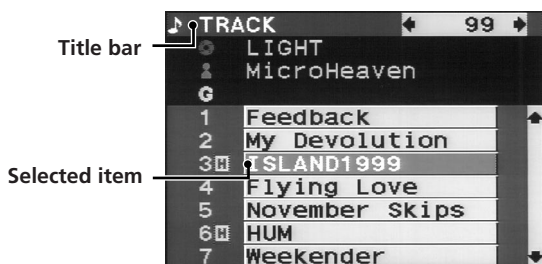 ♪ TRACK 99
Title bar
LIGHT
MicroHeaven
G
1 Feedback
2 My Devolution
3 H ISLAND1999
Selected item
4 Flying Love
5 November Skips
6 H HUM
7 Weekender